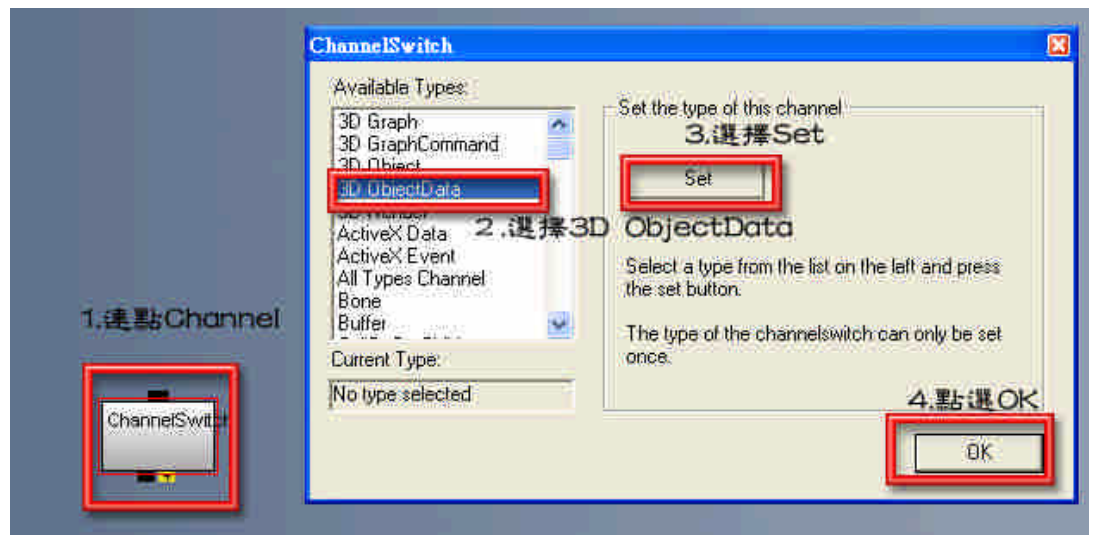 ChannelSwitch
Available Types:
3D Graph
3D GraphCommand
3D Object
3D ObjectData
3D Render
ActiveX Data
ActiveX Event
All Types Channel
Bone
Buffer
Current Type:
No type selected
Set the type of this channel
3.選擇Set
Set
2.選擇3D ObjectData
Select a type from the list on the left and press
the set button.
The type of the channelswitch can only be set
once.
4.點選OK
OK
1.連點Channel
ChannelSwitch